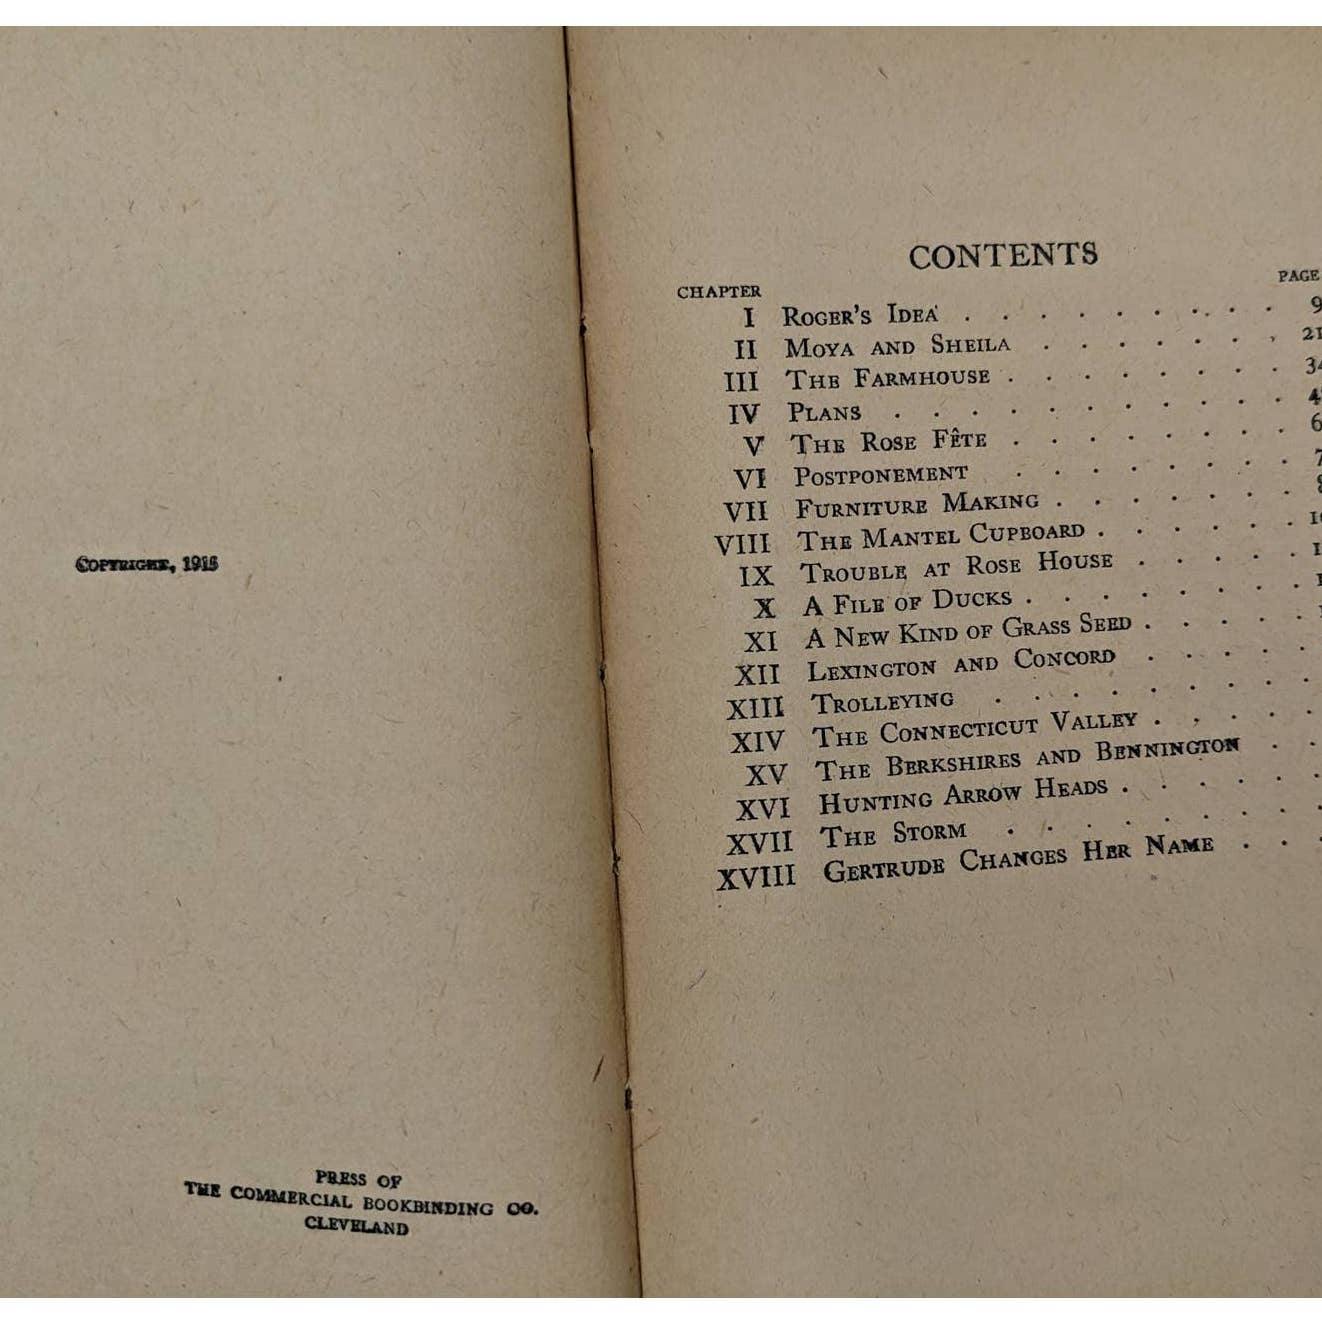 COPYRIGHT, 1915
PRESS OF
THE COMMERCIAL BOOKBINDING CO.
CLEVELAND
CONTENTS
CHAPTER PAGE
I ROGER'S IDEA . . . . . . . . . 9
II MOYA AND SHEILA . . . . . . . 21
III THE FARMHOUSE . . . . . . . . 34
IV PLANS . . . . . . . . . . .
V THE ROSE FÊTE . . . . . . . .
VI POSTPONEMENT . . . . . . . .
VII FURNITURE MAKING . . . . . . .
VIII THE MANTEL CUPBOARD . . . . . .
IX TROUBLE AT ROSE HOUSE . . . . .
X A FILE OF DUCKS . . . . . . . .
XI A NEW KIND OF GRASS SEED . . . . .
XII LEXINGTON AND CONCORD . . . . .
XIII TROLLEYING . . . . . . . . .
XIV THE CONNECTICUT VALLEY . . . . .
XV THE BERKSHIRES AND BENNINGTON . .
XVI HUNTING ARROW HEADS . . . . . .
XVII THE STORM . . . . . . . . .
XVIII GERTRUDE CHANGES HER NAME . . .